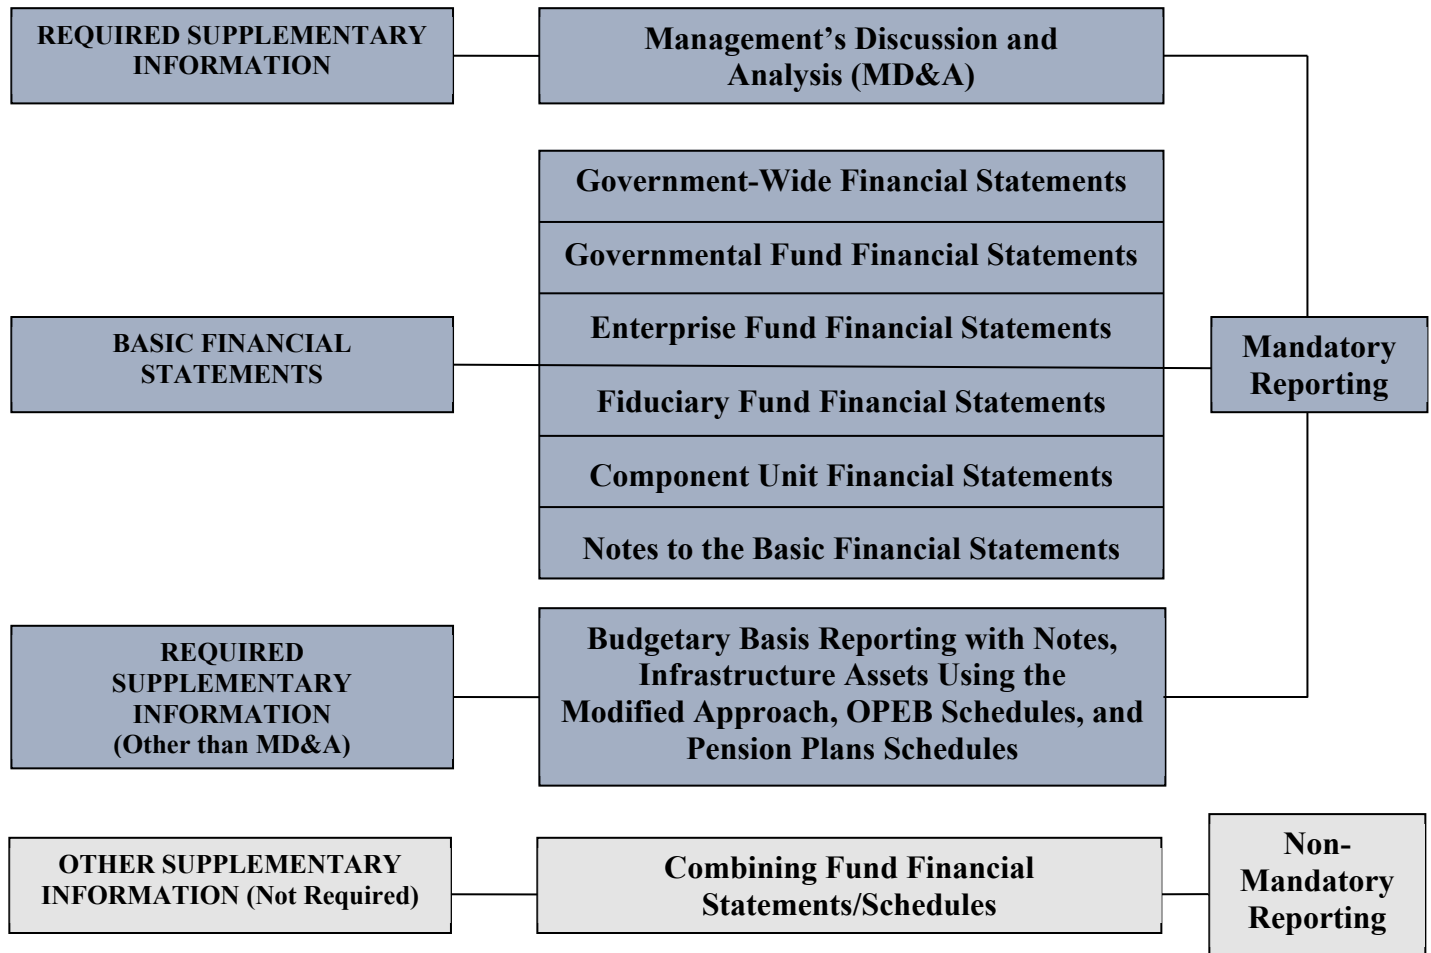 REQUIRED SUPPLEMENTARY
INFORMATION
Management’s Discussion and
Analysis (MD&A)
Government-Wide Financial Statements
Governmental Fund Financial Statements
BASIC FINANCIAL
STATEMENTS
Enterprise Fund Financial Statements
Fiduciary Fund Financial Statements
Component Unit Financial Statements
Notes to the Basic Financial Statements
Mandatory
Reporting
REQUIRED
SUPPLEMENTARY
INFORMATION
(Other than MD&A)
Budgetary Basis Reporting with Notes,
Infrastructure Assets Using the
Modified Approach, OPEB Schedules, and
Pension Plans Schedules
OTHER SUPPLEMENTARY
INFORMATION (Not Required)
Combining Fund Financial
Statements/Schedules
Non-
Mandatory
Reporting